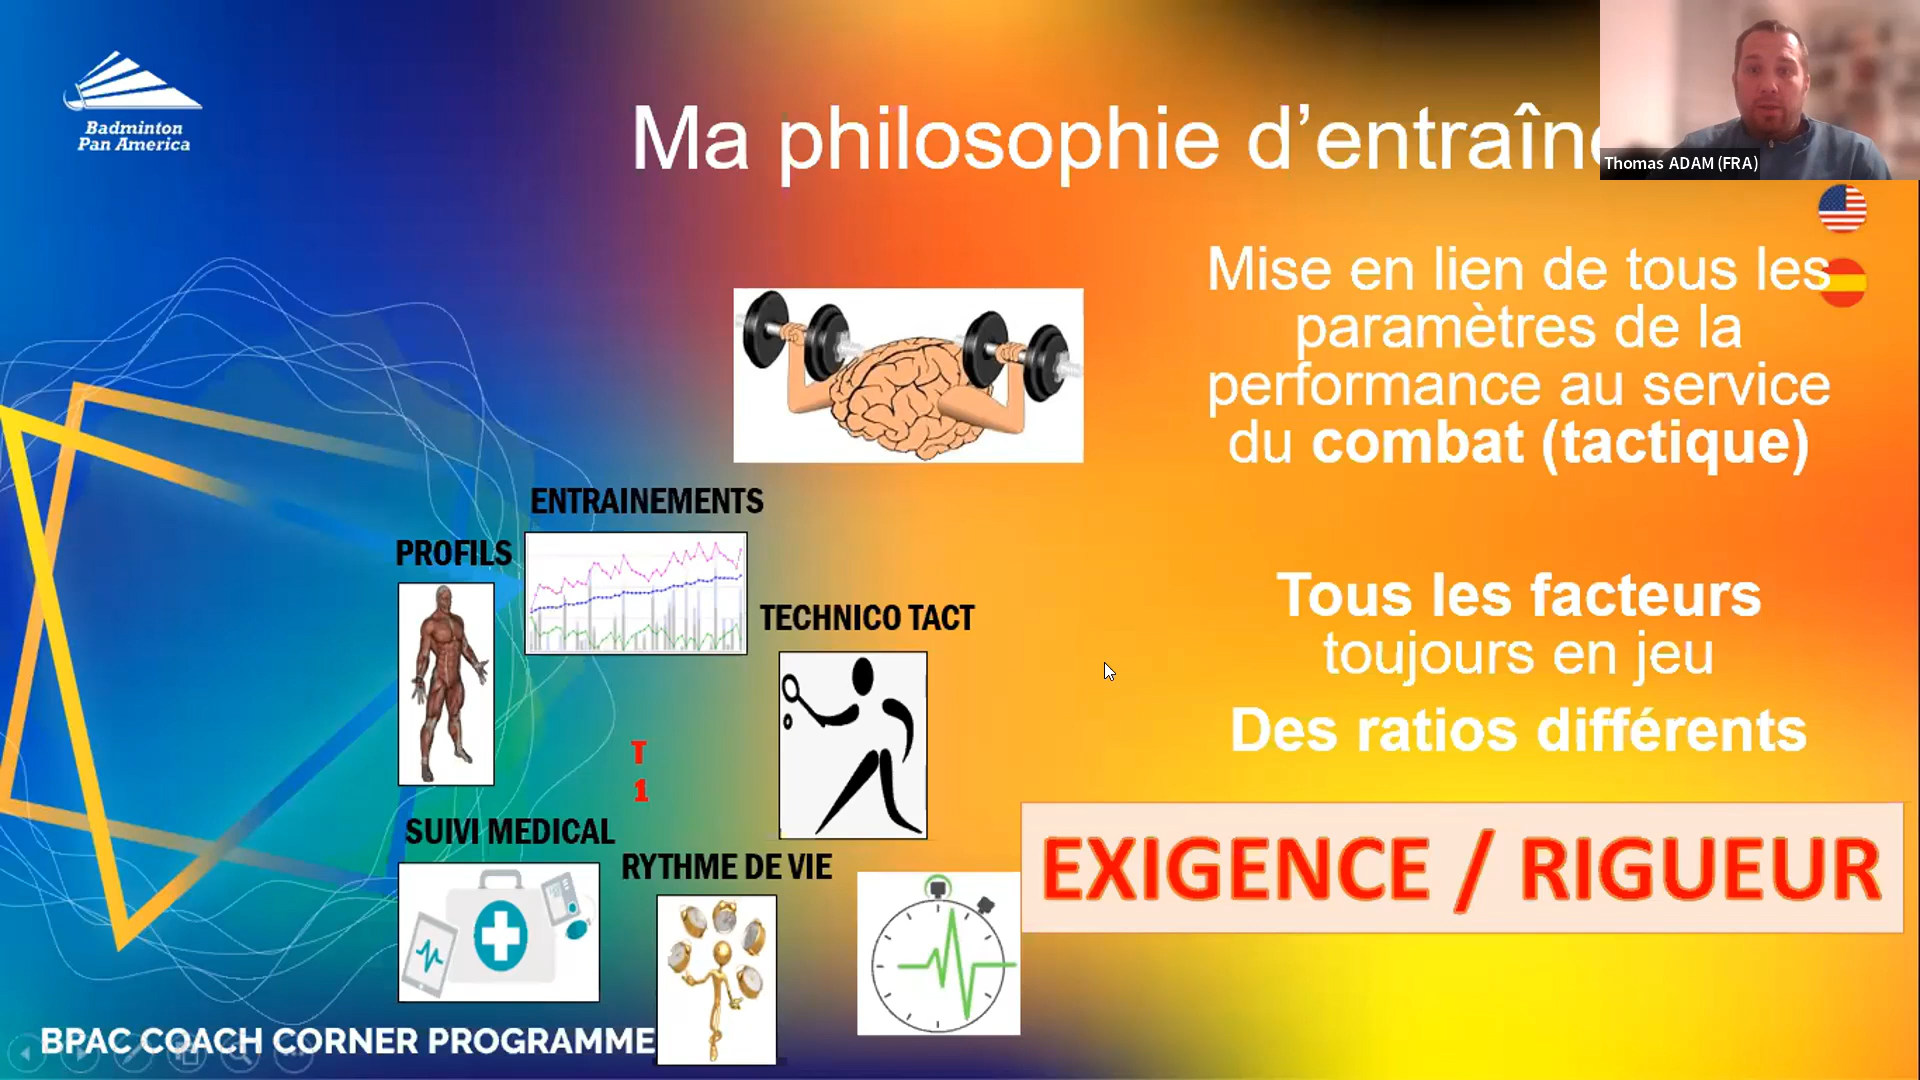 Badminton
Pan America
Ma philosophie d’entraîne
Thomas ADAM (FRA)
Mise en lien de tous les
paramètres de la
performance au service
du combat (tactique)
ENTRAINEMENTS
PROFILS
TECHNICO TACT
Tous les facteurs
toujours en jeu
Des ratios différents
T
1
SUIVI MEDICAL
RYTHME DE VIE
EXIGENCE / RIGUEUR
BPAC COACH CORNER PROGRAMME